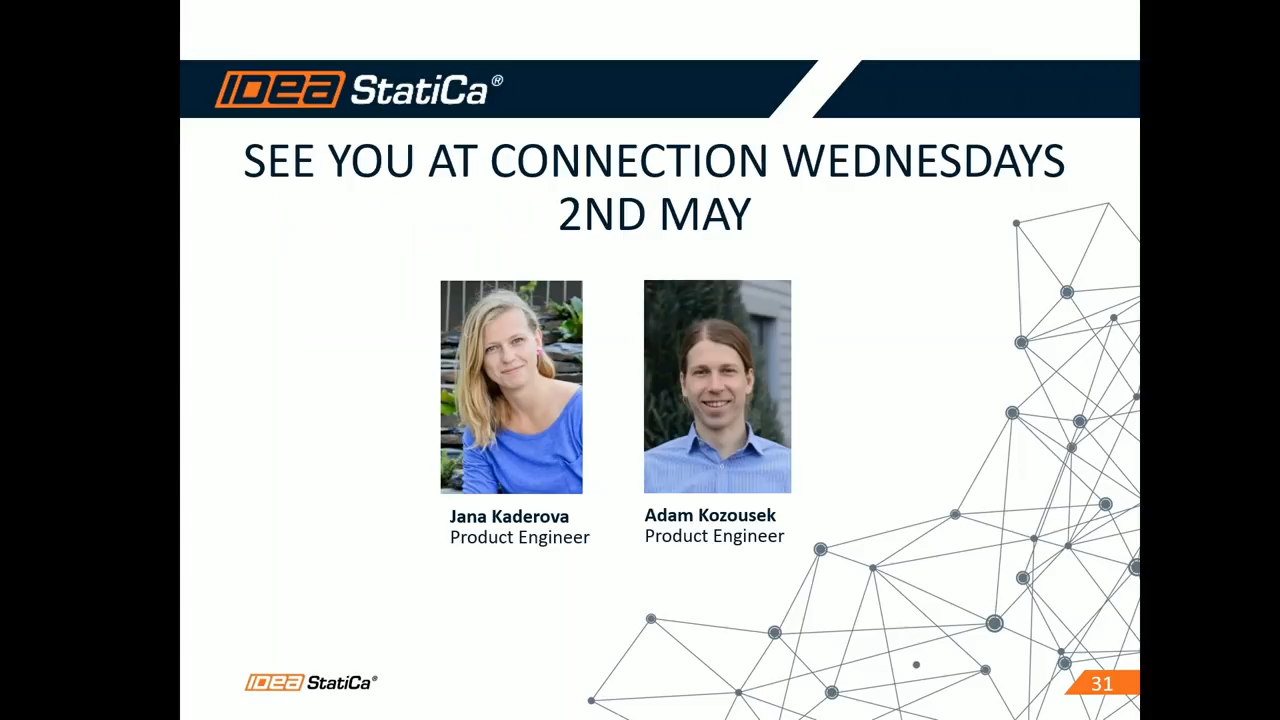 IDEA StatiCa®
SEE YOU AT CONNECTION WEDNESDAYS
2ND MAY
Jana Kaderova
Product Engineer
Adam Kozousek
Product Engineer
IDEA StatiCa®
31